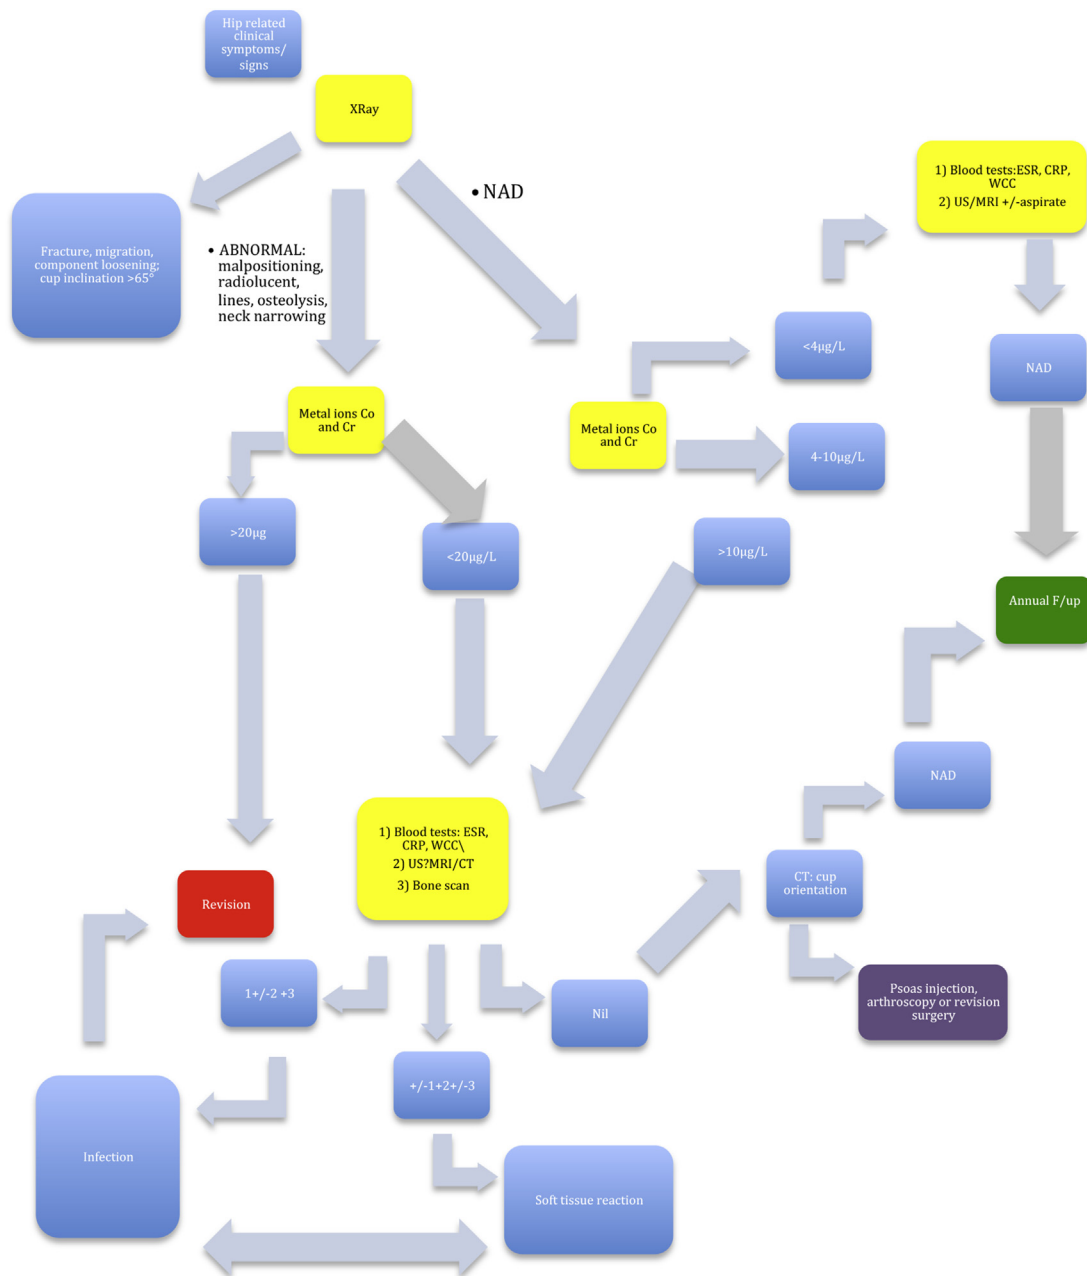 Hip related
clinical
symptoms/
signs
XRay
Fracture, migration,
component loosening;
cup inclination >65°
• ABNORMAL:
malpositioning,
radiolucent,
lines, osteolysis,
neck narrowing
• NAD
1) Blood tests:ESR, CRP,
WCC
2) US/MRI +/-aspirate
<4µg/L
NAD
Metal ions Co
and Cr
Metal ions Co
and Cr
4-10µg/L
>20µg
<20µg/L
>10µg/L
Annual F/up
NAD
1) Blood tests: ESR,
CRP, WCC\
2) US?MRI/CT
3) Bone scan
CT: cup
orientation
Revision
1+/-2 +3
Nil
Psoas injection,
arthroscopy or revision
surgery
+/-1+2+/-3
Infection
Soft tissue reaction